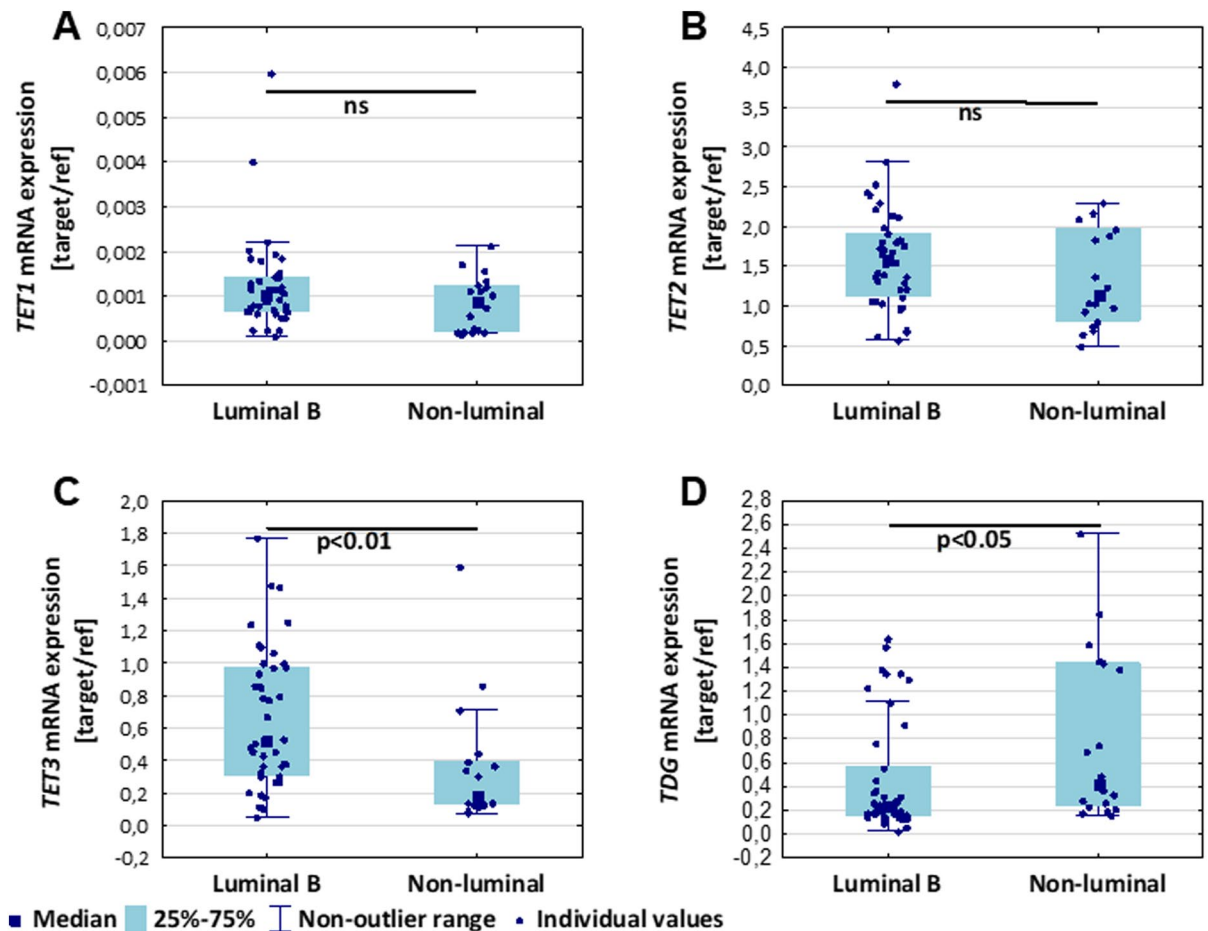 A
TET1 mRNA expression
[target/ref]
0,007
0,006
0,005
0,004
0,003
0,002
0,001
0,000
-0,001
ns
Luminal B Non-luminal
B
TET2 mRNA expression
[target/ref]
4,5
4,0
3,5
3,0
2,5
2,0
1,5
1,0
0,5
0,0
ns
Luminal B Non-luminal
C
TET3 mRNA expression
[target/ref]
2,0
1,8
1,6
1,4
1,2
1,0
0,8
0,6
0,4
0,2
0,0
-0,2
p<0.01
Luminal B Non-luminal
D
TDG mRNA expression
[target/ref]
2,8
2,6
2,4
2,2
2,0
1,8
1,6
1,4
1,2
1,0
0,8
0,6
0,4
0,2
0,0
-0,2
p<0.05
Luminal B Non-luminal
Median 25%-75% Non-outlier range Individual values